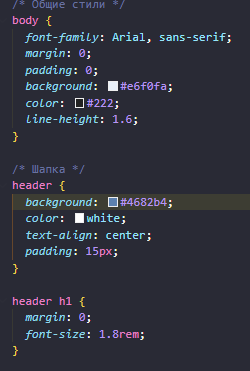 /* Общие стили */
body {
font-family: Arial, sans-serif;
margin: 0;
padding: 0;
background: #e6f0fa;
color: #222;
line-height: 1.6;
}
/* Шапка */
header {
background: #4682b4;
color: white;
text-align: center;
padding: 15px;
}
header h1 {
margin: 0;
font-size: 1.8rem;
}